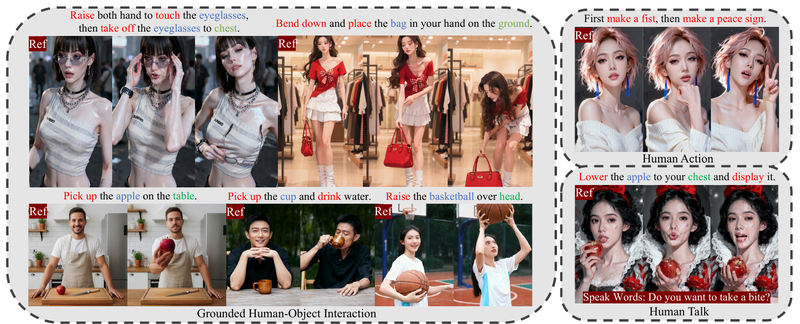 Raise both hand to touch the eyeglasses,
then take off the eyeglasses to chest.
Bend down and place the bag in your hand on the ground.
Ref
Ref
Pick up the apple on the table.
Pick up the cup and drink water.
Raise the basketball over head.
Ref
Ref
Ref
Grounded Human-Object Interaction
First make a fist, then make a peace sign.
Ref
Human Action
Lower the apple to your chest and display it.
Ref
Speak Words: Do you want to take a bite?
Human Talk